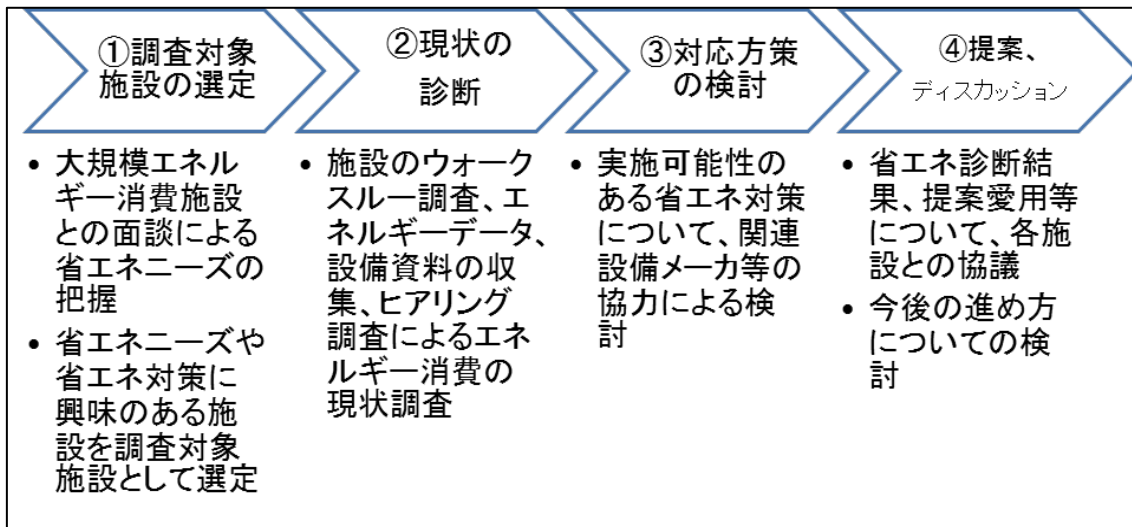 ①調査対象
施設の選定
• 大規模エネル
ギー消費施設
との面談による
省エネニーズの
把握
• 省エネニーズや
省エネ対策に
興味のある施
設を調査対象
施設として選定
②現状の
診断
• 施設のウォーク
スルー調査、エ
ネルギーデータ、
設備資料の収
集、ヒアリング
調査によるエネ
ルギー消費の
現状調査
③対応方策
の検討
• 実施可能性の
ある省エネ対策
について、関連
設備メーカ等の
協力による検
討
④提案、
ディスカッション
• 省エネ診断結
果、提案愛用等
について、各施
設との協議
• 今後の進め方
についての検
討